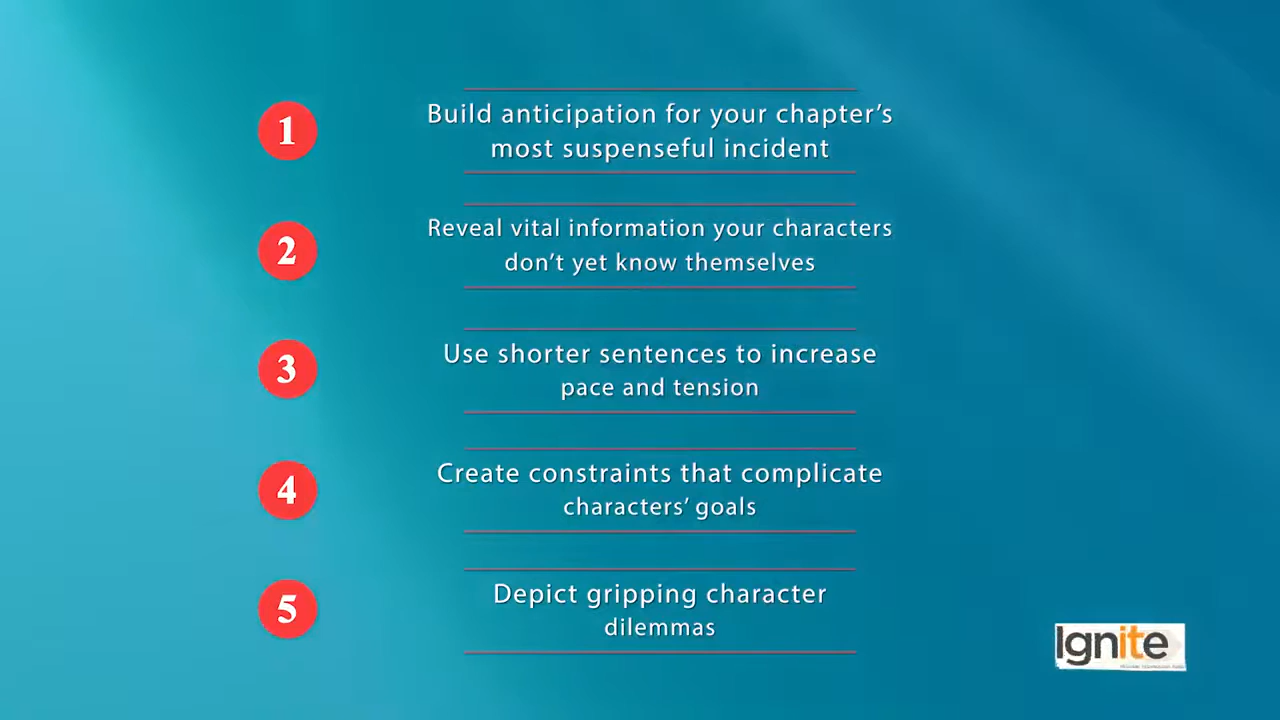 1
Build anticipation for your chapter’s
most suspenseful incident
2
Reveal vital information your characters
don’t yet know themselves
3
Use shorter sentences to increase
pace and tension
4
Create constraints that complicate
characters’ goals
5
Depict gripping character
dilemmas
Ignite